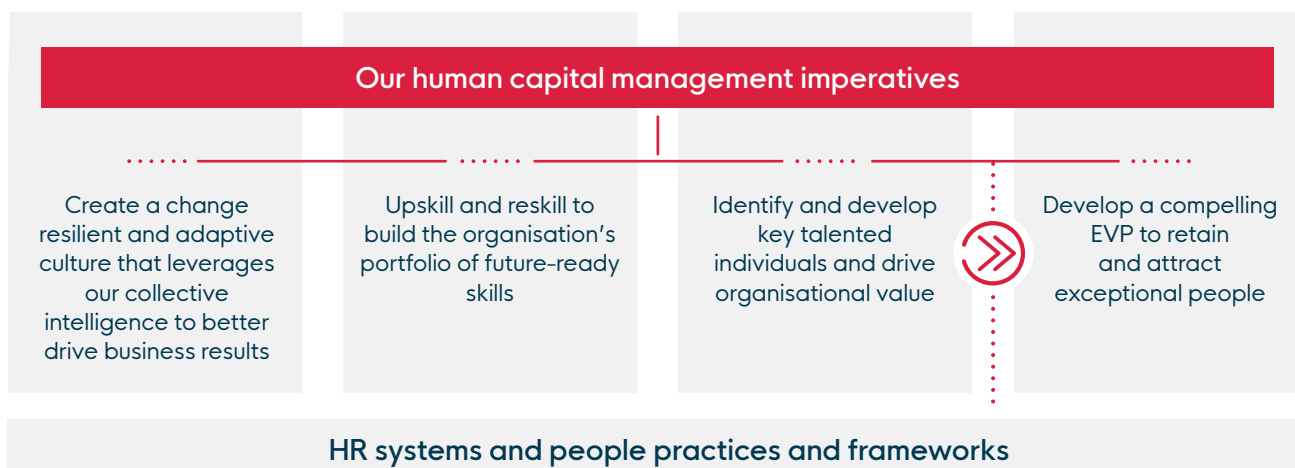 Our human capital management imperatives
Create a change
resilient and adaptive
culture that leverages
our collective
intelligence to better
drive business results
Upskill and reskill to
build the organisation's
portfolio of future-ready
skills
Identify and develop
key talented
individuals and drive
organisational value
Develop a compelling
EVP to retain
and attract
exceptional people
HR systems and people practices and frameworks